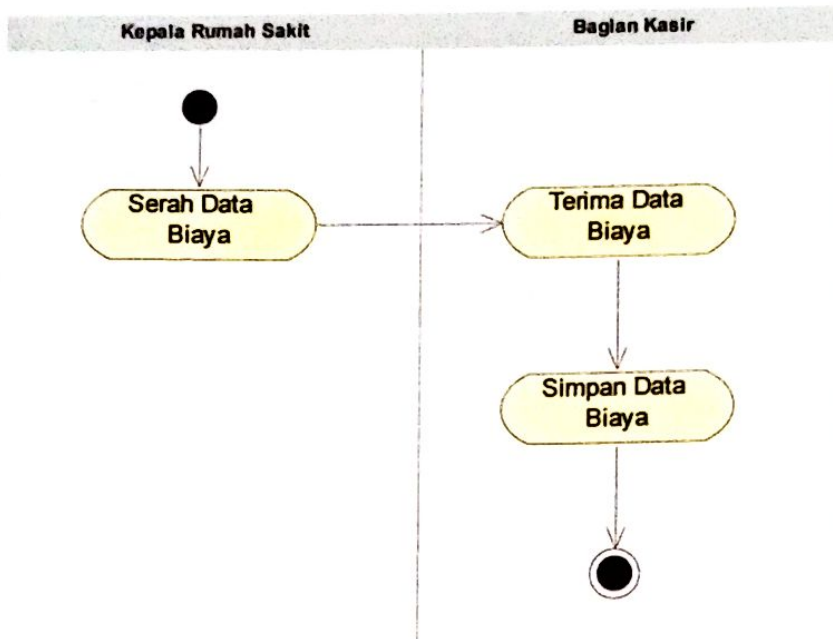 Kepala Rumah Sakit
Bagian Kasir
Serah Data
Biaya
Terima Data
Biaya
Simpan Data
Biaya